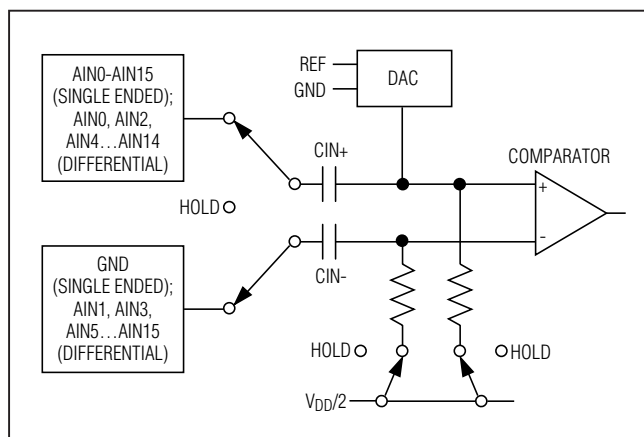 AIN0-AIN15
(SINGLE ENDED);
AIN0, AIN2,
AIN4…AIN14
(DIFFERENTIAL)
REF
GND
DAC
CIN+
COMPARATOR
+
-
HOLD
GND
(SINGLE ENDED);
AIN1, AIN3,
AIN5…AIN15
(DIFFERENTIAL)
CIN-
HOLD
HOLD
VDD/2